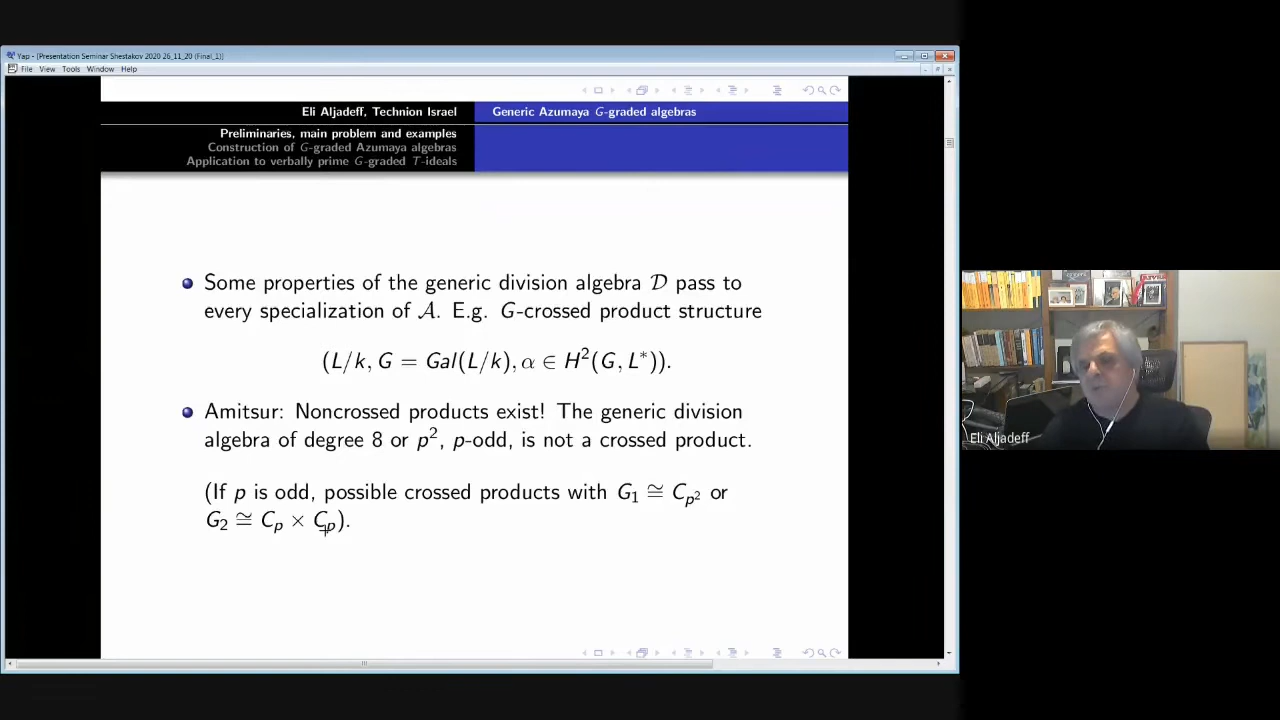 Yap - [Presentation Seminar Shestakov 2020 26_11_20 (Final_1)]
File View Tools Window Help
Eli Aljadeff, Technion Israel Generic Azumaya G-graded algebras
Preliminaries, main problem and examples
Construction of G-graded Azumaya algebras
Application to verbally prime G-graded T-ideals
Some properties of the generic division algebra 𝒟 pass to
every specialization of 𝒜. E.g. G-crossed product structure
(L/k, G = Gal(L/k), α ∈ H²(G, L*)).
Amitsur: Noncrossed products exist! The generic division
algebra of degree 8 or p², p-odd, is not a crossed product.
(If p is odd, possible crossed products with G₁ ≅ C_{p²} or
G₂ ≅ C_p × C_p).
Eli Aljadeff